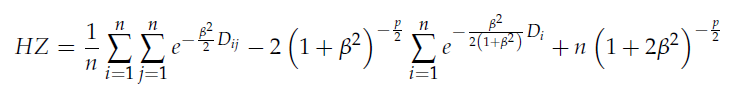 $HZ = \frac{1}{n} \sum_{i=1}^{n} \sum_{j=1}^{n} e^{-\frac{\beta^2}{2} D_{ij}} - 2 \left(1 + \beta^2\right)^{-\frac{p}{2}} \sum_{i=1}^{n} e^{-\frac{\beta^2}{2(1+\beta^2)} D_i} + n \left(1 + 2\beta^2\right)^{-\frac{p}{2}}$